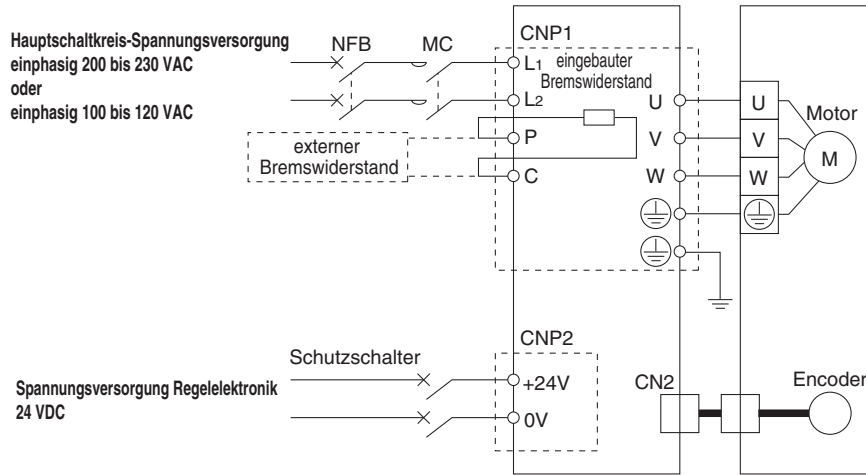 Hauptschaltkreis-Spannungsversorgung
einphasig 200 bis 230 VAC
oder
einphasig 100 bis 120 VAC
NFB
MC
CNP1
L1
eingebauter
Bremswiderstand
L2
P
C
externer
Bremswiderstand
U
V
W
U
V
W
Motor
M
CNP2
Schutzschalter
Spannungsversorgung Regelelektronik
24 VDC
+24V
0V
CN2
Encoder